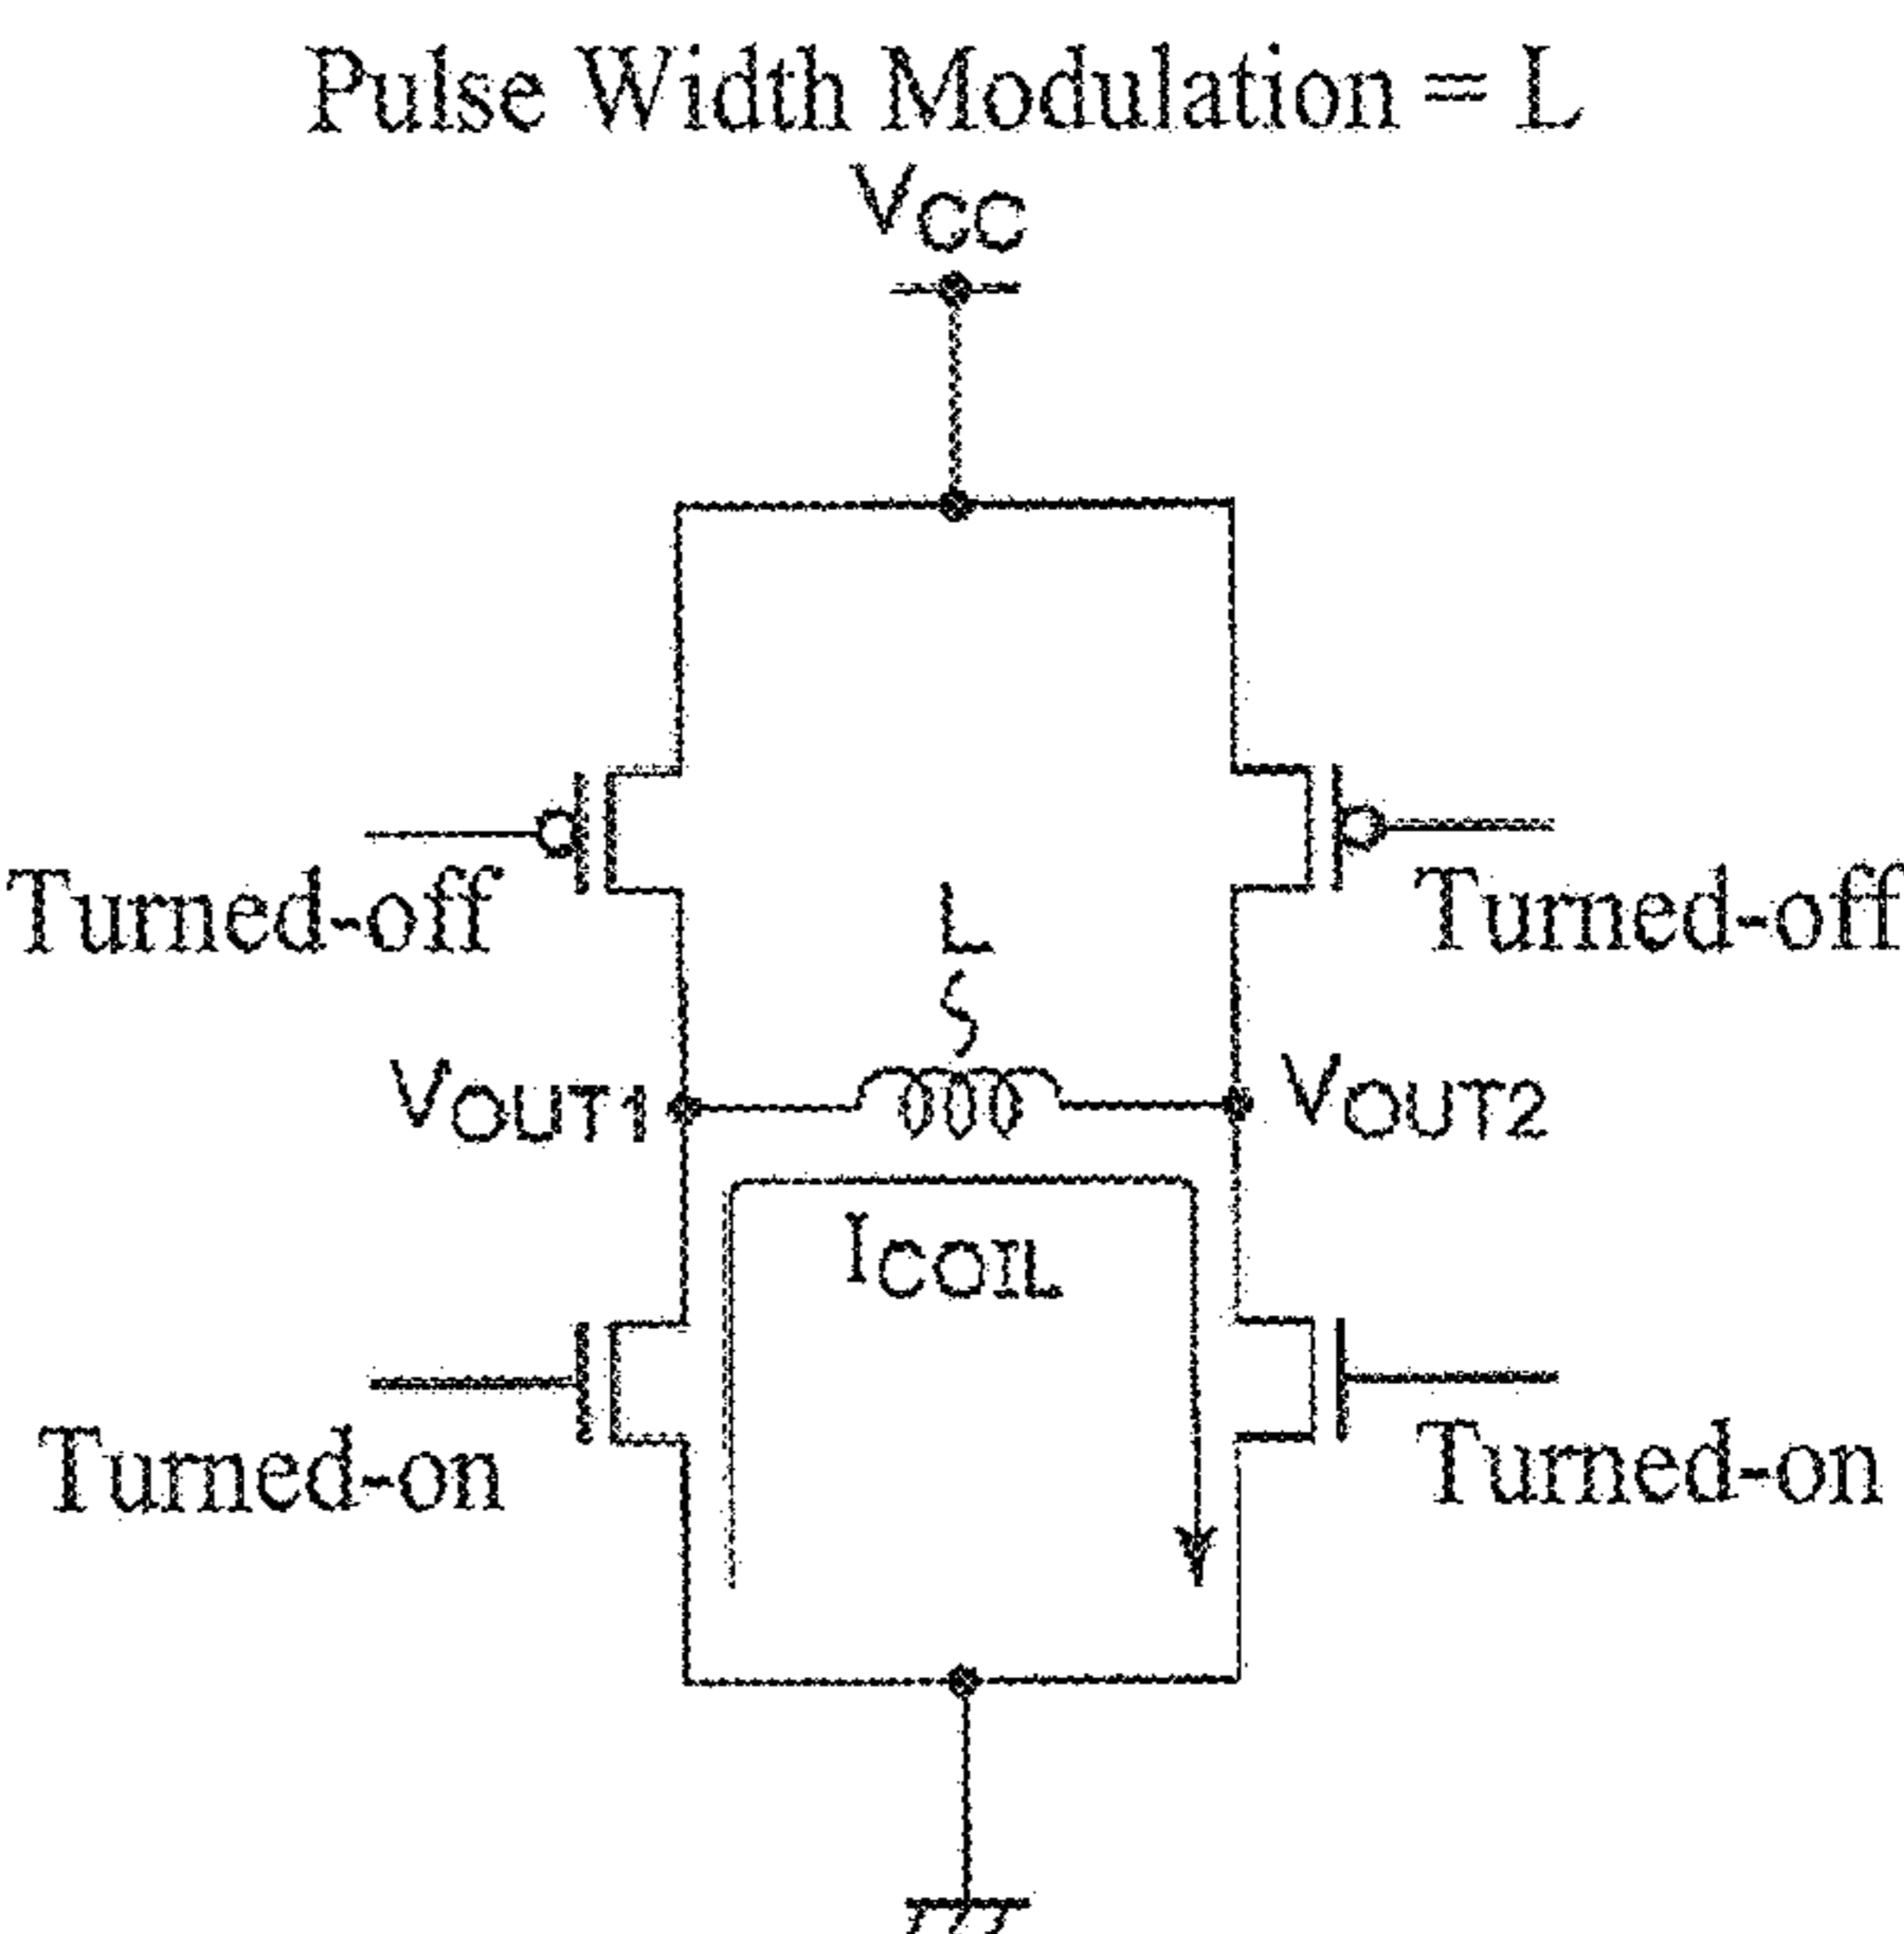 Pulse Width Modulation = L
VCC
Turned-off
L
Turned-off
VOUT1
VOUT2
ICOIL
Turned-on
Turned-on